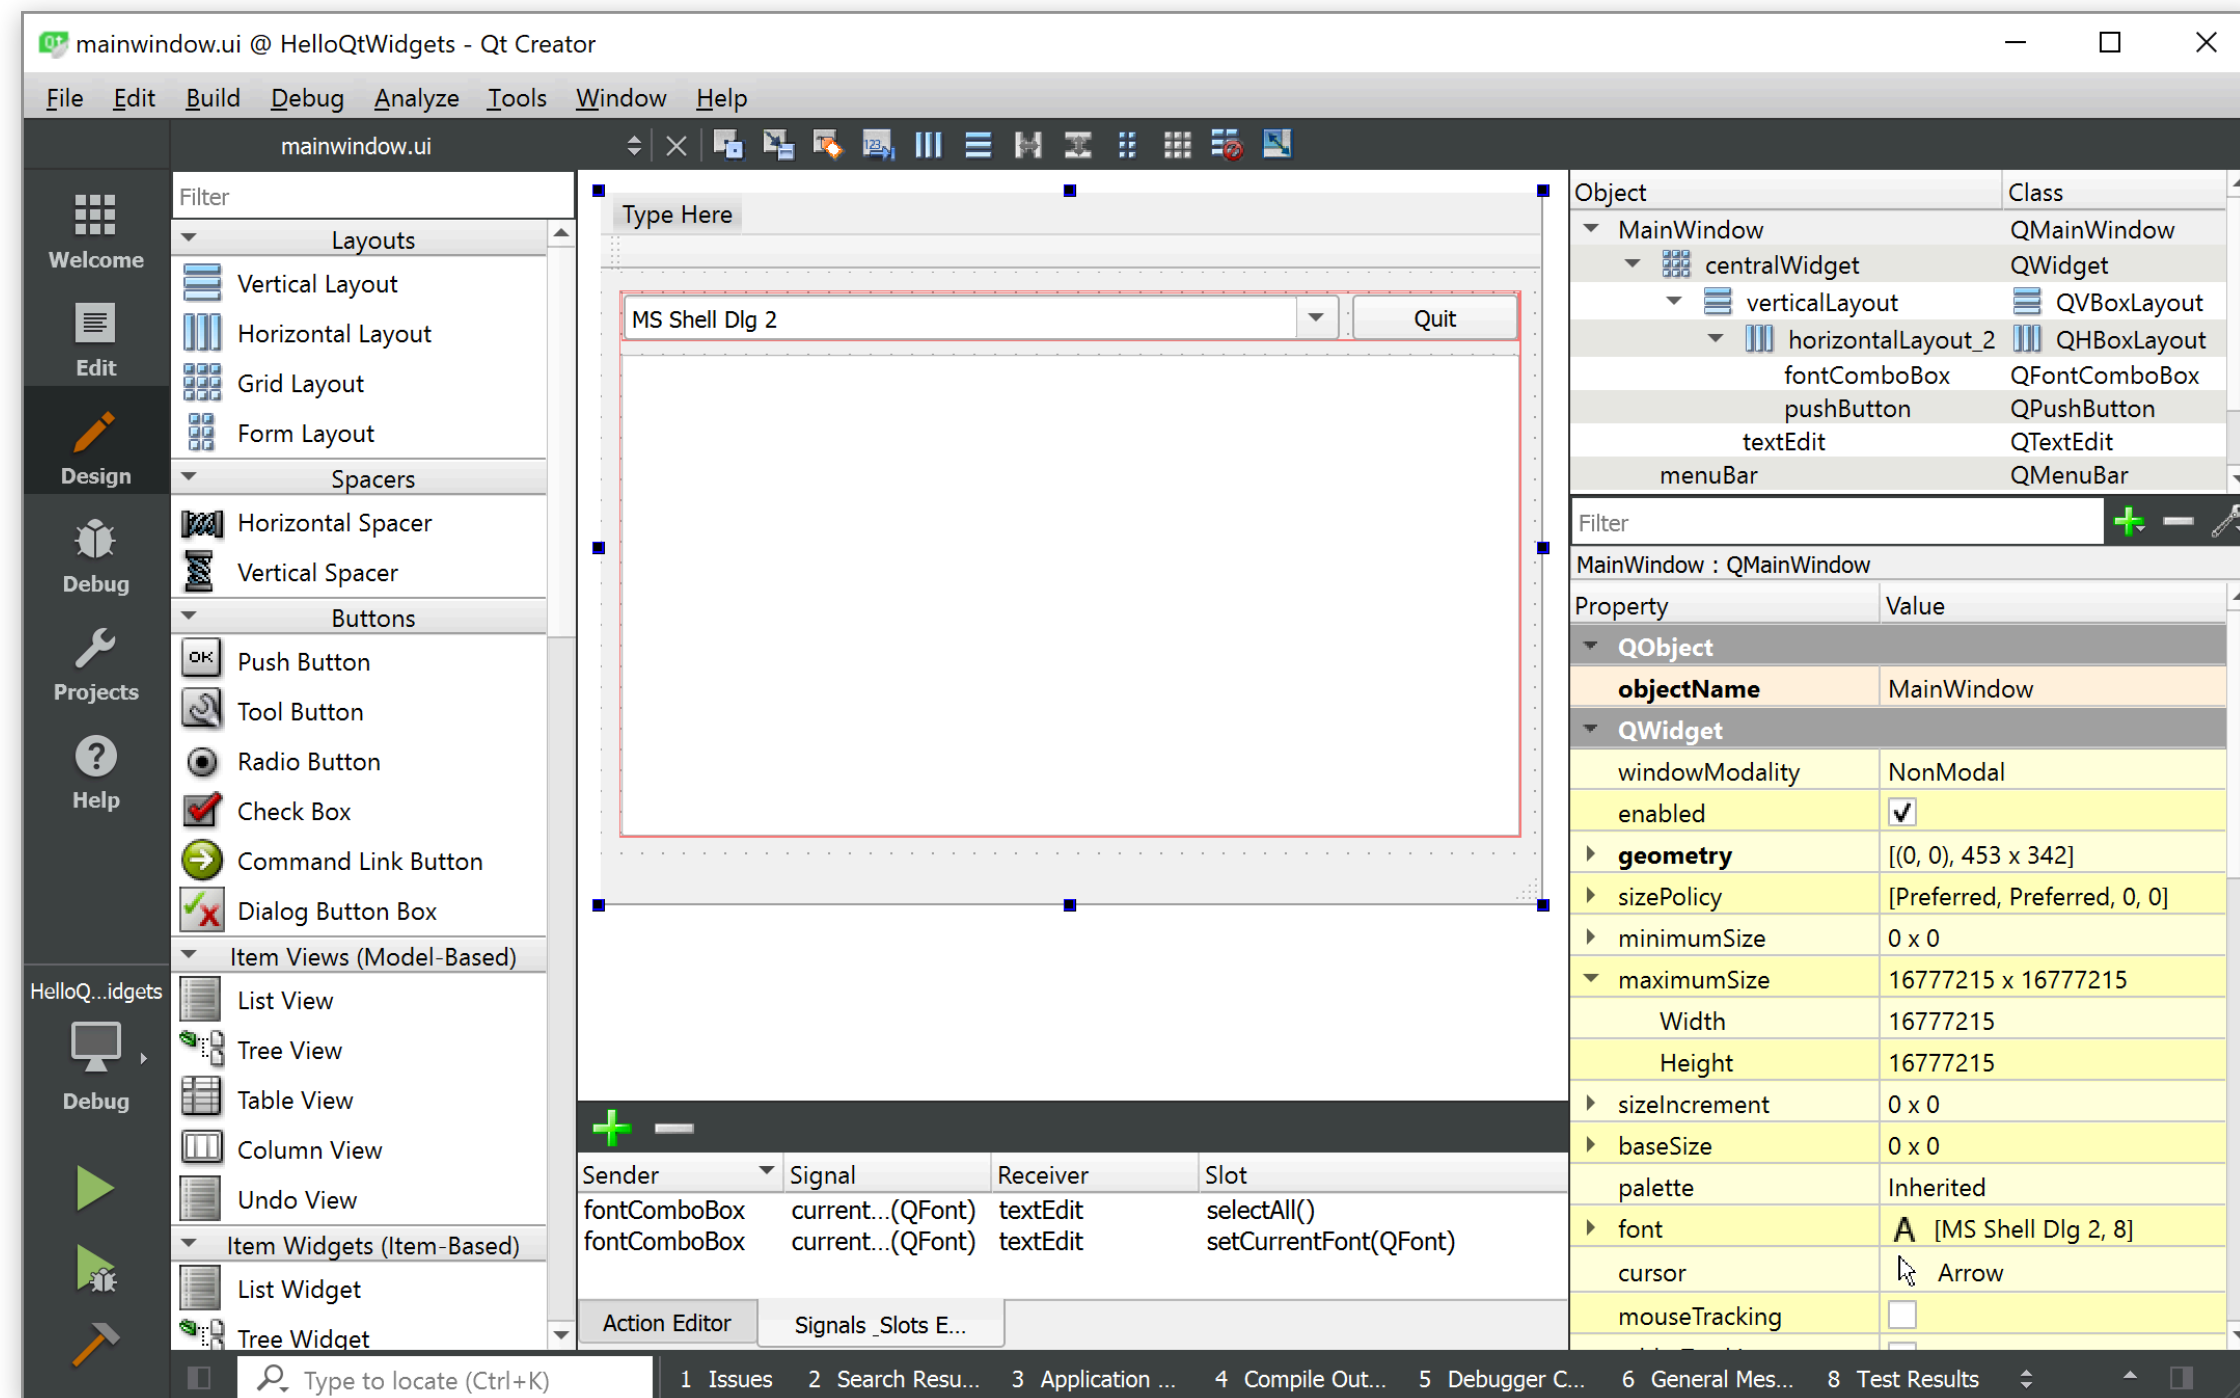 mainwindow.ui @ HelloQtWidgets - Qt Creator
File Edit Build Debug Analyze Tools Window Help
mainwindow.ui
Welcome
Edit
Design
Debug
Projects
Help
HelloQ...idgets
Debug
Filter
Layouts
Vertical Layout
Horizontal Layout
Grid Layout
Form Layout
Spacers
Horizontal Spacer
Vertical Spacer
Buttons
OK Push Button
Tool Button
Radio Button
Check Box
Command Link Button
Dialog Button Box
Item Views (Model-Based)
List View
Tree View
Table View
Column View
Undo View
Item Widgets (Item-Based)
List Widget
Tree Widget
Type Here
MS Shell Dlg 2 Quit
Sender Signal Receiver Slot
fontComboBox current...(QFont) textEdit selectAll()
fontComboBox current...(QFont) textEdit setCurrentFont(QFont)
Action Editor Signals _Slots E...
Object Class
MainWindow QMainWindow
centralWidget QWidget
verticalLayout QVBoxLayout
horizontalLayout_2 QHBoxLayout
fontComboBox QFontComboBox
pushButton QPushButton
textEdit QTextEdit
menuBar QMenuBar
Filter
MainWindow : QMainWindow
Property Value
QObject
objectName MainWindow
QWidget
windowModality NonModal
enabled
geometry [(0, 0), 453 x 342]
sizePolicy [Preferred, Preferred, 0, 0]
minimumSize 0 x 0
maximumSize 16777215 x 16777215
Width 16777215
Height 16777215
sizeIncrement 0 x 0
baseSize 0 x 0
palette Inherited
font A [MS Shell Dlg 2, 8]
cursor Arrow
mouseTracking
Type to locate (Ctrl+K) 1 Issues 2 Search Resu... 3 Application ... 4 Compile Out... 5 Debugger C... 6 General Mes... 8 Test Results